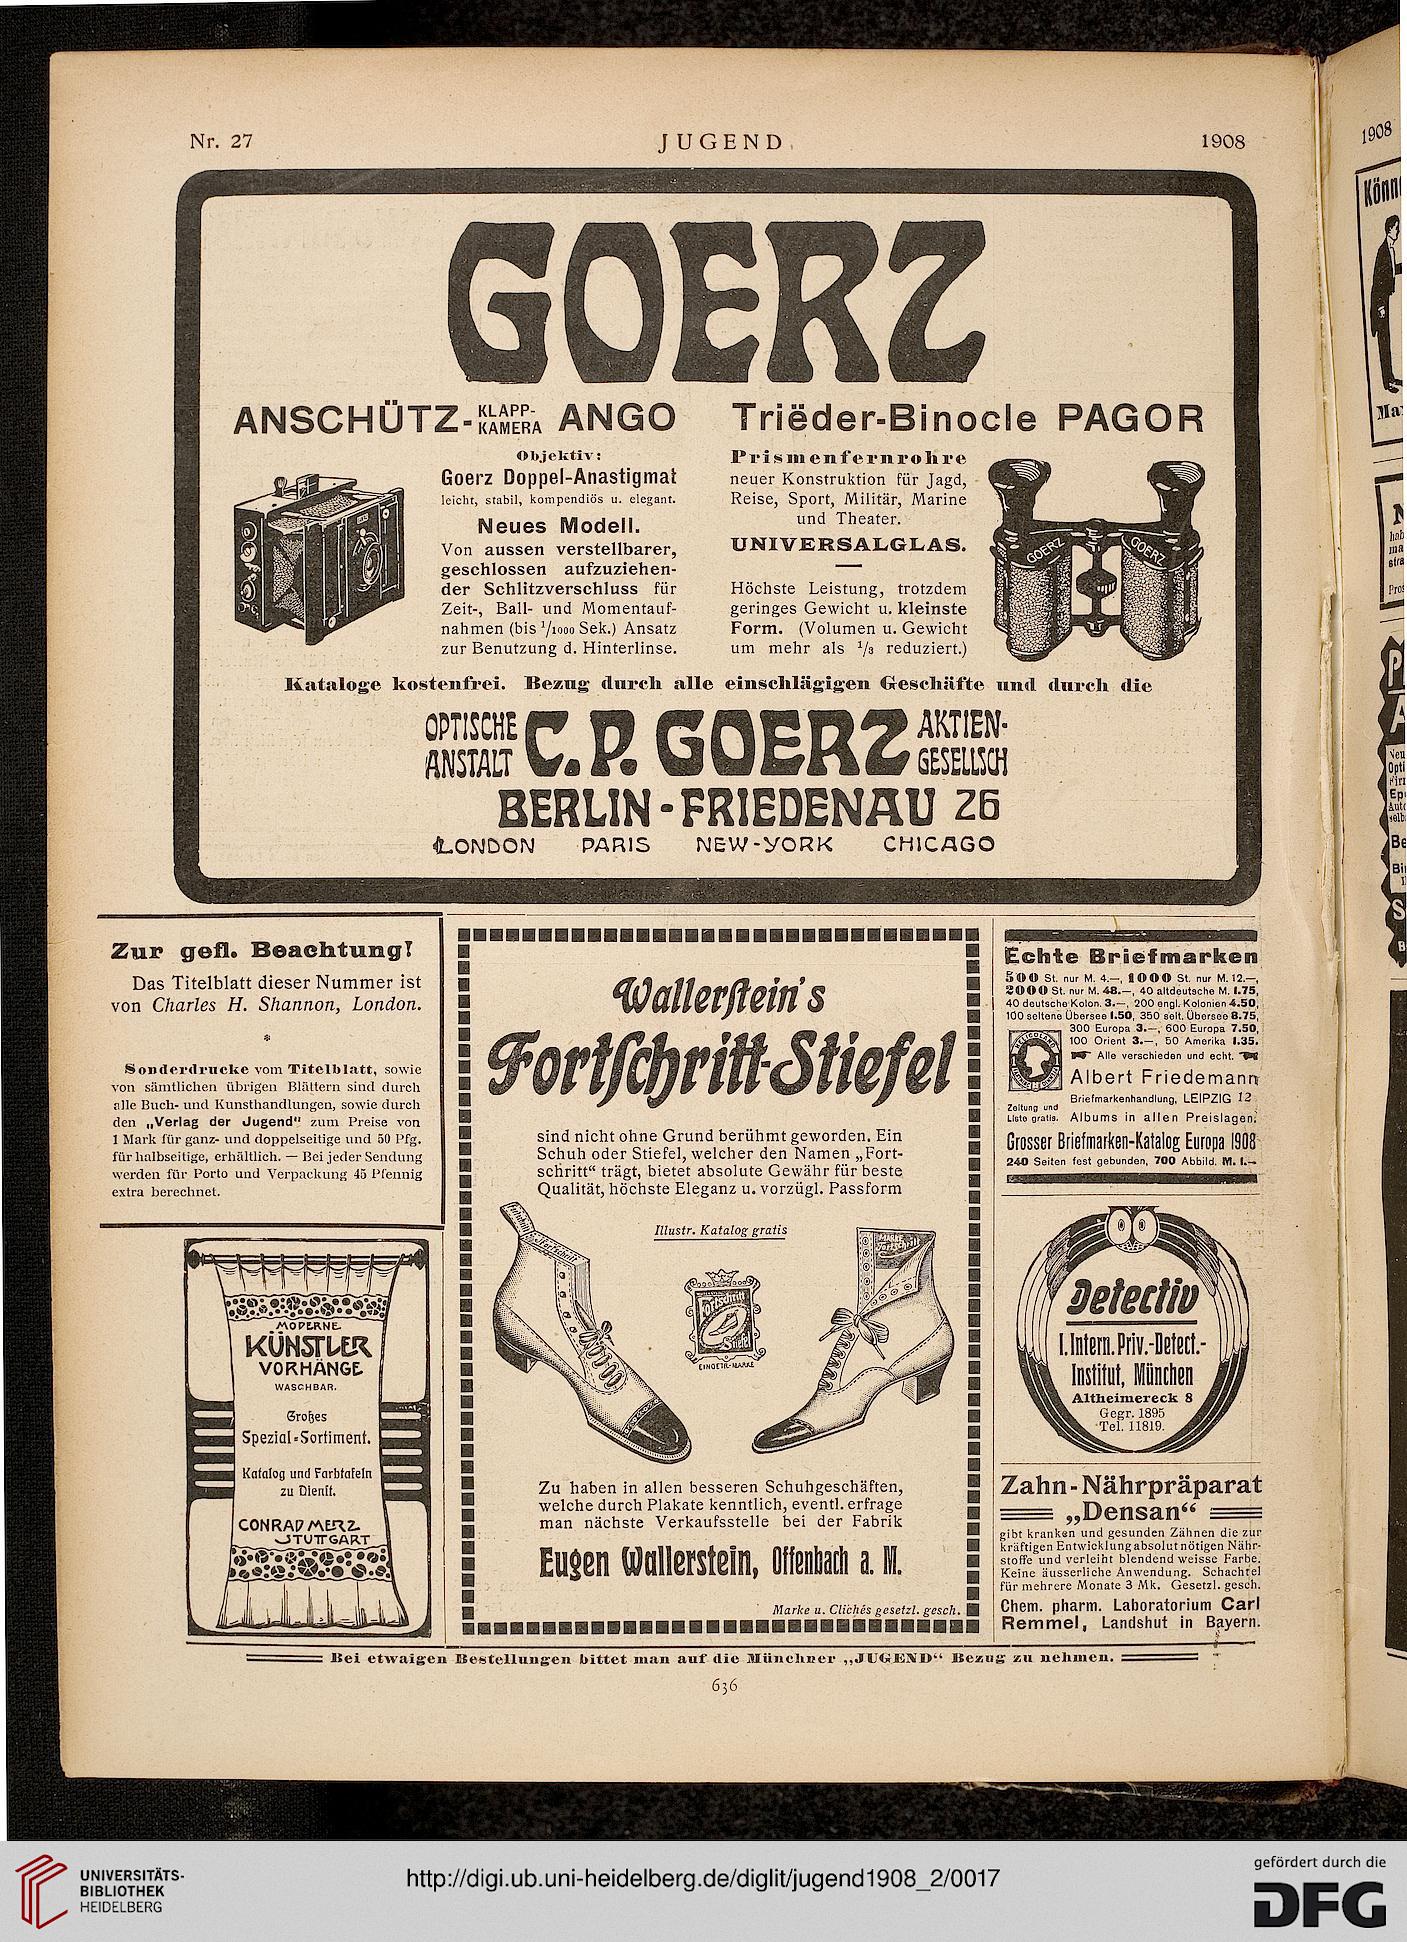 Nr. 27
JUGEND
1908
GOERZ
ANSCHÜTZ-KLAPP-KAMERA ANGO
Objektiv:
Goerz Doppel-Anastigmat
leicht, stabil, kompendiös u. elegant.
Neues Modell.
Von aussen verstellbarer,
geschlossen aufzuziehen-
der Schlitzverschluss für
Zeit-, Ball- und Momentauf-
nahmen (bis 1/1000 Sek.) Ansatz
zur Benutzung d. Hinterlinse.
Triëder-Binocle PAGOR
Prismenfernrohre
neuer Konstruktion für Jagd,
Reise, Sport, Militär, Marine
und Theater.
UNIVERSALGLAS.
Höchste Leistung, trotzdem
geringes Gewicht u. kleinste
Form. (Volumen u. Gewicht
um mehr als 1/3 reduziert.)
GOERZ
GOERZ
Kataloge kostenfrei. Bezug durch alle einschlägigen Geschäfte und durch die
OPTISCHE ANSTALT C. P. GOERZ AKTIEN-GESELLSCH
BERLIN-FRIEDENAU 26
LONDON PARIS NEW-YORK CHICAGO
Zur gefl. Beachtung!
Das Titelblatt dieser Nummer ist
von Charles H. Shannon, London.
*
Sonderdrucke vom Titelblatt, sowie
von sämtlichen übrigen Blättern sind durch
alle Buch- und Kunsthandlungen, sowie durch
den „Verlag der Jugend“ zum Preise von
1 Mark für ganz- und doppelseitige und 50 Pfg.
für halbseitige, erhältlich. — Bei jeder Sendung
werden für Porto und Verpackung 45 Pfennig
extra berechnet.
MODERNE
KÜNSTLER
VORHÄNGE
WASCHBAR.
Großes
Spezial=Sortiment.
Katalog und Farbtafeln
zu Dienst.
CONRAD MERZ
STUTTGART
Wallerstein's
Fortschritt-Stiefel
sind nicht ohne Grund berühmt geworden. Ein
Schuh oder Stiefel, welcher den Namen „Fort-
schritt“ trägt, bietet absolute Gewähr für beste
Qualität, höchste Eleganz u. vorzügl. Passform
Illustr. Katalog gratis
Fortschritt
MARKE
Fortschritt
Fortschritt
Stiefel
EINGETR.-MARKE
Zu haben in allen besseren Schuhgeschäften,
welche durch Plakate kenntlich, eventl. erfrage
man nächste Verkaufsstelle bei der Fabrik
Eugen Wallerstein, Offenbach a. M.
Marke u. Clichés gesetzl. gesch.
Echte Briefmarken
500 St. nur M. 4.—, 1000 St. nur M. 12.—,
2000 St. nur M. 48.—, 40 altdeutsche M. 1.75,
40 deutsche Kolon. 3.—, 200 engl. Kolonien 4.50,
100 seltene Übersee 1.50, 350 selt. Übersee 8.75,
300 Europa 3.—, 600 Europa 7.50,
100 Orient 3.—, 50 Amerika 1.35.
Alle verschieden und echt.
HELIGOLAND
Albert Friedemann
Briefmarkenhandlung, LEIPZIG 12
Zeitung und
Liste gratis.
Albums in allen Preislagen.
Grosser Briefmarken-Katalog Europa 1908
240 Seiten fest gebunden, 700 Abbild. M. 1.—
Detectiv
I. Intern. Priv.-Detect.-
Institut, München
Altheimereck 8
Gegr. 1895
Tel. 11819.
Zahn-Nährpräparat
„Densan“
gibt kranken und gesunden Zähnen die zur
kräftigen Entwicklung absolut nötigen Nähr-
stoffe und verleiht blendend weisse Farbe.
Keine äusserliche Anwendung. Schachtel
für mehrere Monate 3 Mk. Gesetzl. gesch.
Chem. pharm. Laboratorium Carl
Remmel, Landshut in Bayern.
Bei etwaigen Bestellungen bittet man auf die Münchner „JUGEND“ Bezug zu nehmen.
636
1908
UNIVERSITÄTS-
BIBLIOTHEK
HEIDELBERG
http://digi.ub.uni-heidelberg.de/diglit/jugend1908_2/0017
gefördert durch die
DFG